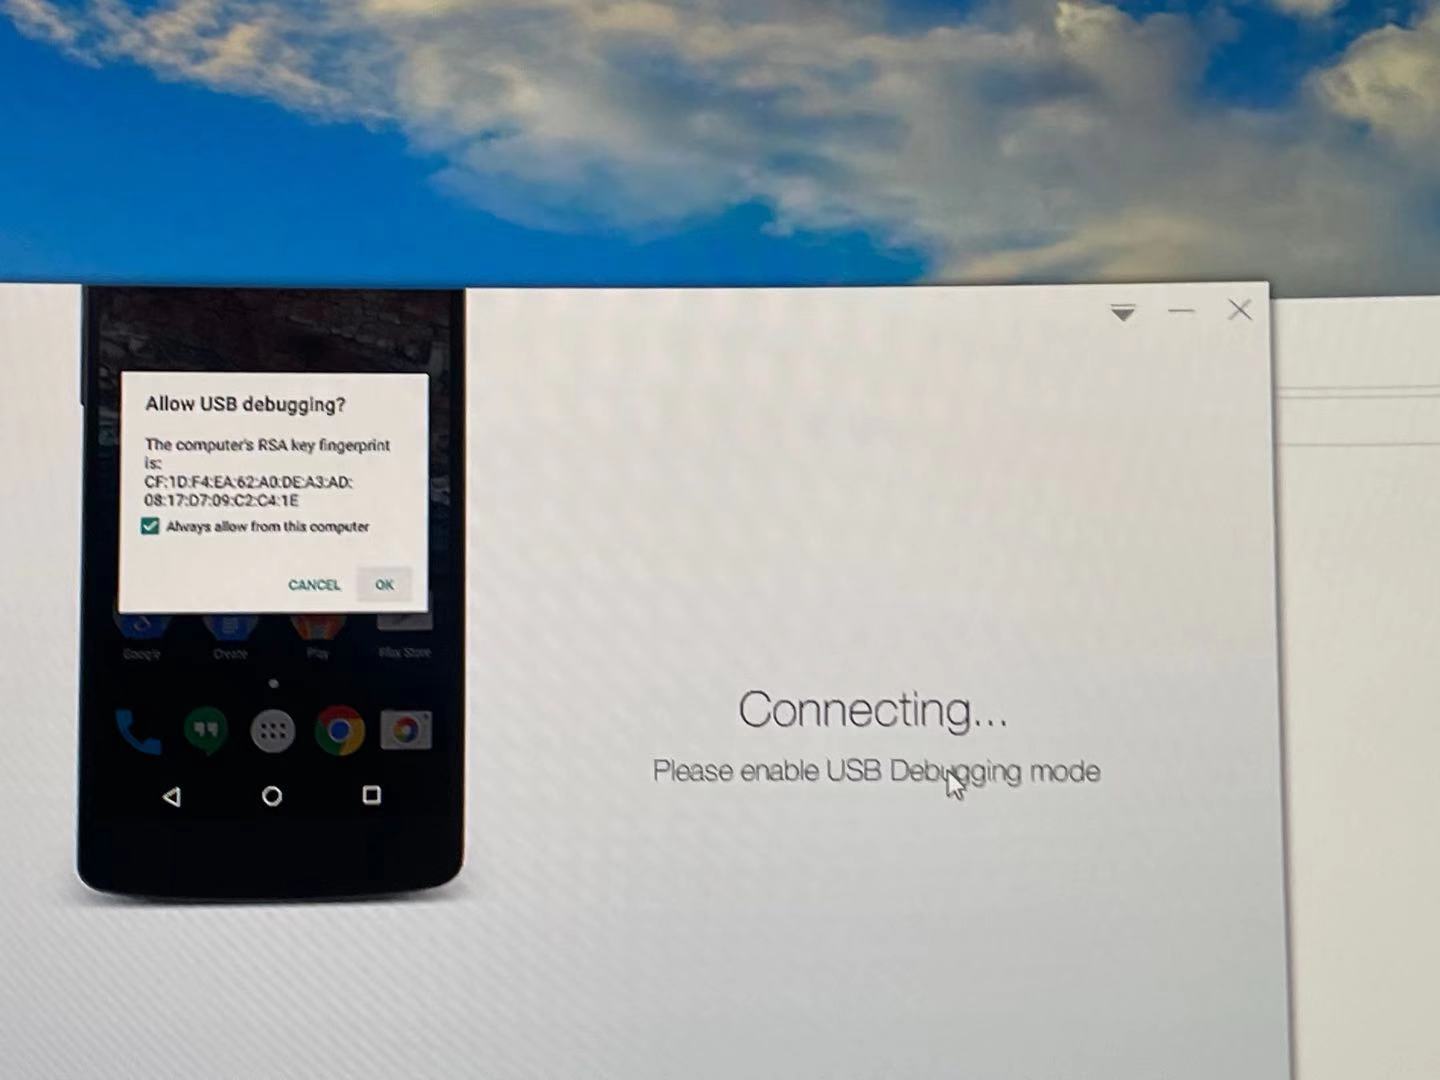 Allow USB debugging?
The computer's RSA key fingerprint
is:
CF:1D:F4:EA:62:A0:DE:A3:AD:
08:17:D7:09:C2:C4:1E
Always allow from this computer
CANCEL OK
Google Create Play Store
Connecting...
Please enable USB Debugging mode